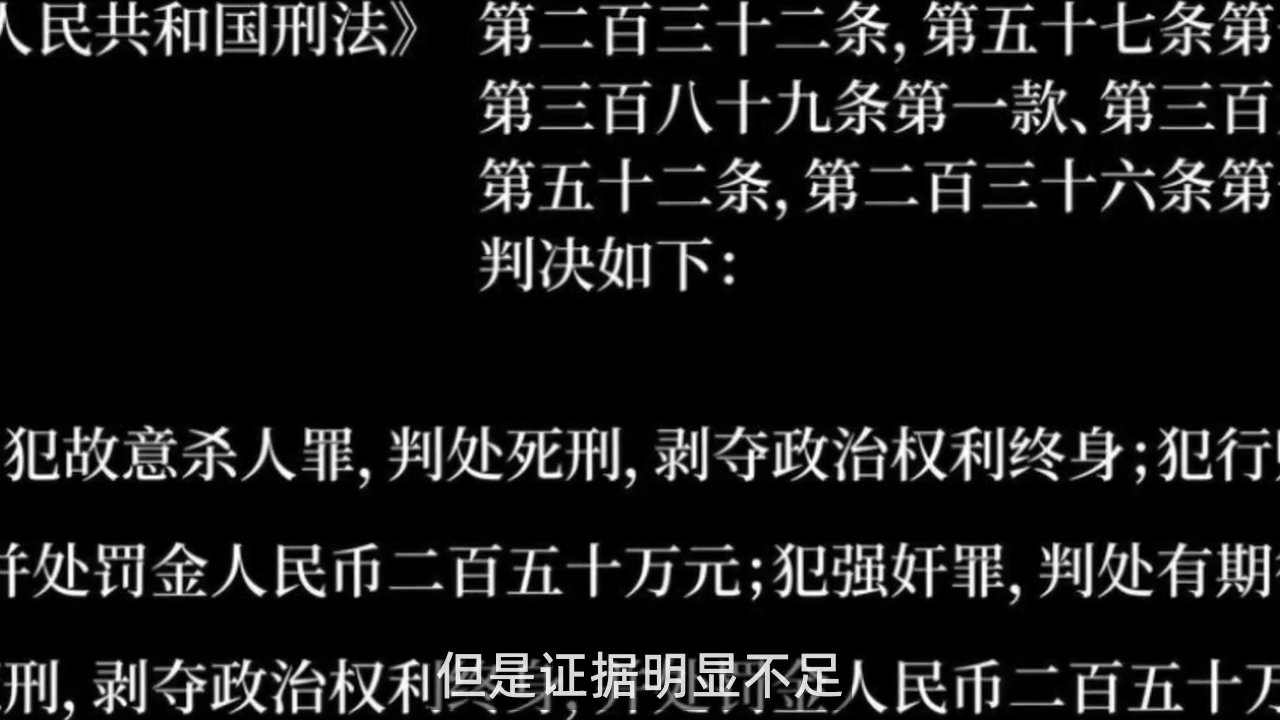 人民共和国刑法》 第二百三十二条, 第五十七条第
第三百八十九条第一款、第三百
第五十二条, 第二百三十六条第
判决如下:
犯故意杀人罪, 判处死刑, 剥夺政治权利终身; 犯行
并处罚金人民币二百五十万元; 犯强奸罪, 判处有期
刑, 剥夺政治权利终身, 并处罚金人民币二百五十万
但是证据明显不足